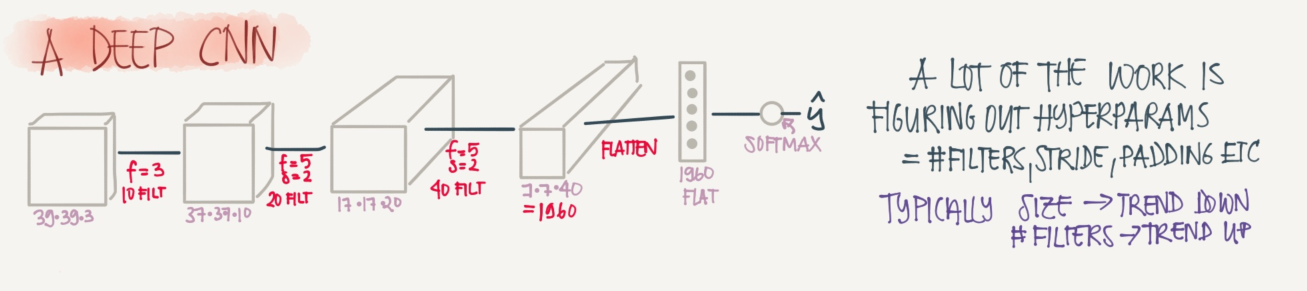 A DEEP CNN
39·39·3
f=3
10 FILT
37·37·10
f=5
s=2
20 FILT
17·17·20
f=5
s=2
40 FILT
7·7·40
=1960
FLATTEN
1960
FLAT
SOFTMAX
ŷ
A LOT OF THE WORK IS
FIGURING OUT HYPERPARAMS
= #FILTERS, STRIDE, PADDING ETC
TYPICALLY SIZE → TREND DOWN
# FILTERS → TREND UP